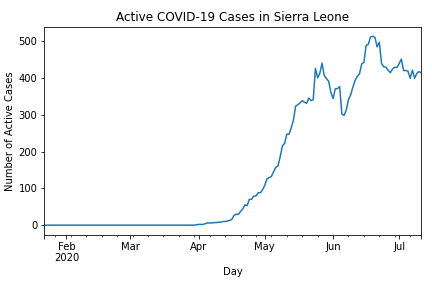 Active COVID-19 Cases in Sierra Leone
Number of Active Cases
500
400
300
200
100
0
Feb Mar Apr May Jun Jul
2020
Day